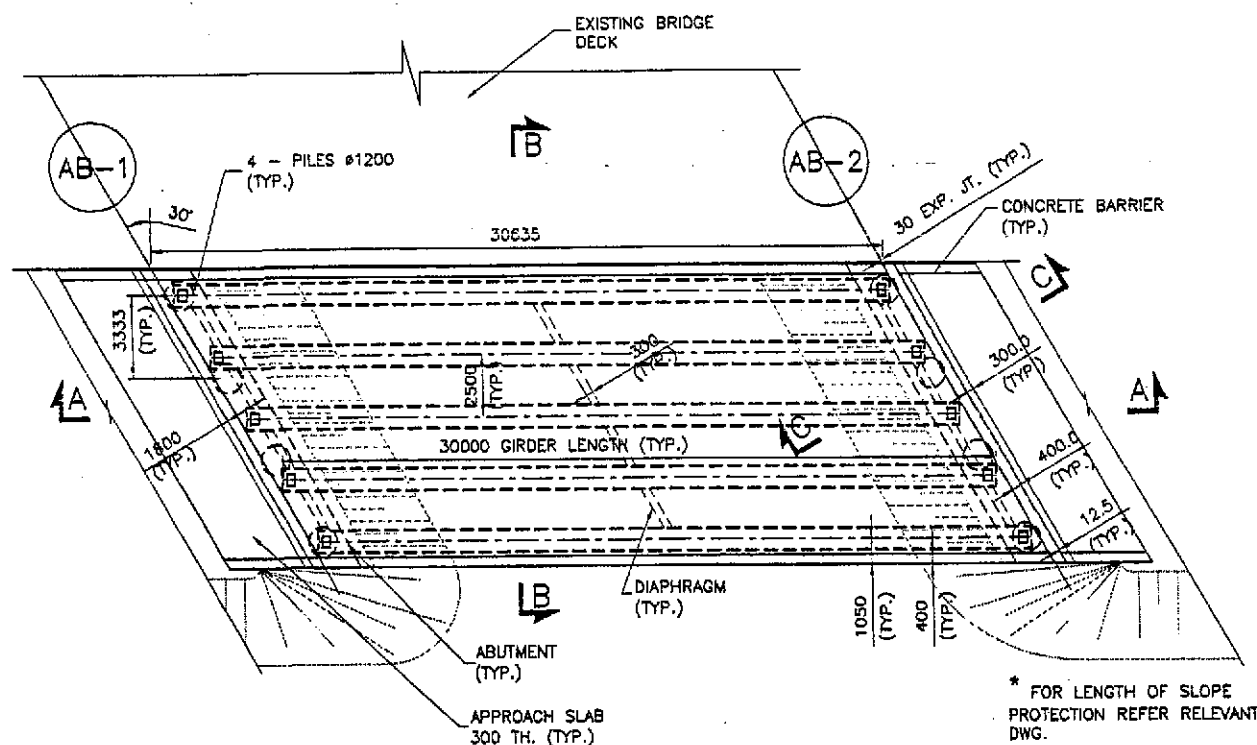 EXISTING BRIDGE
DECK
B
AB-1
AB-2
4 - PILES ø1200
(TYP.)
30 EXP. JT. (TYP.)
CONCRETE BARRIER
(TYP.)
30°
30635
C
3333
(TYP.)
300
(TYP.)
2500
(TYP.)
300.0
(TYP.)
A
A
1800
(TYP.)
C
30000 GIRDER LENGTH (TYP.)
400.0
(TYP.)
12.5
(TYP.)
B
DIAPHRAGM
(TYP.)
1050
(TYP.)
400
(TYP.)
ABUTMENT
(TYP.)
APPROACH SLAB
300 TH. (TYP.)
* FOR LENGTH OF SLOPE
PROTECTION REFER RELEVANT
DWG.